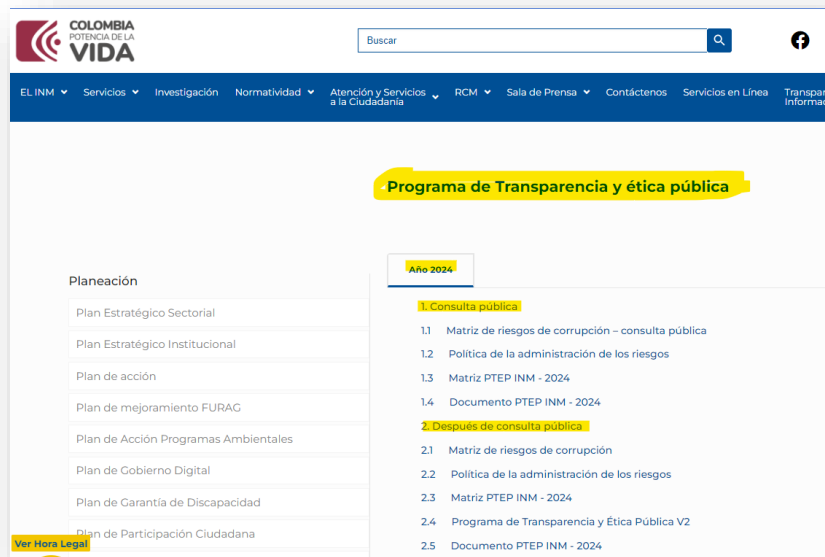 COLOMBIA
POTENCIA DE LA
VIDA
Buscar
EL INM
Servicios
Investigación
Normatividad
Atención y Servicios
a la Ciudadanía
RCM
Sala de Prensa
Contáctenos
Servicios en Línea
Programa de Transparencia y ética pública
Planeación
Plan Estratégico Sectorial
Plan Estratégico Institucional
Plan de acción
Plan de mejoramiento FURAG
Plan de Acción Programas Ambientales
Plan de Gobierno Digital
Plan de Garantía de Discapacidad
Plan de Participación Ciudadana
Ver Hora Legal
Año 2024
1. Consulta pública
1.1 Matriz de riesgos de corrupción – consulta pública
1.2 Política de la administración de los riesgos
1.3 Matriz PTEP INM - 2024
1.4 Documento PTEP INM - 2024
2. Después de consulta pública
2.1 Matriz de riesgos de corrupción
2.2 Política de la administración de los riesgos
2.3 Matriz PTEP INM - 2024
2.4 Programa de Transparencia y Ética Pública V2
2.5 Documento PTEP INM - 2024